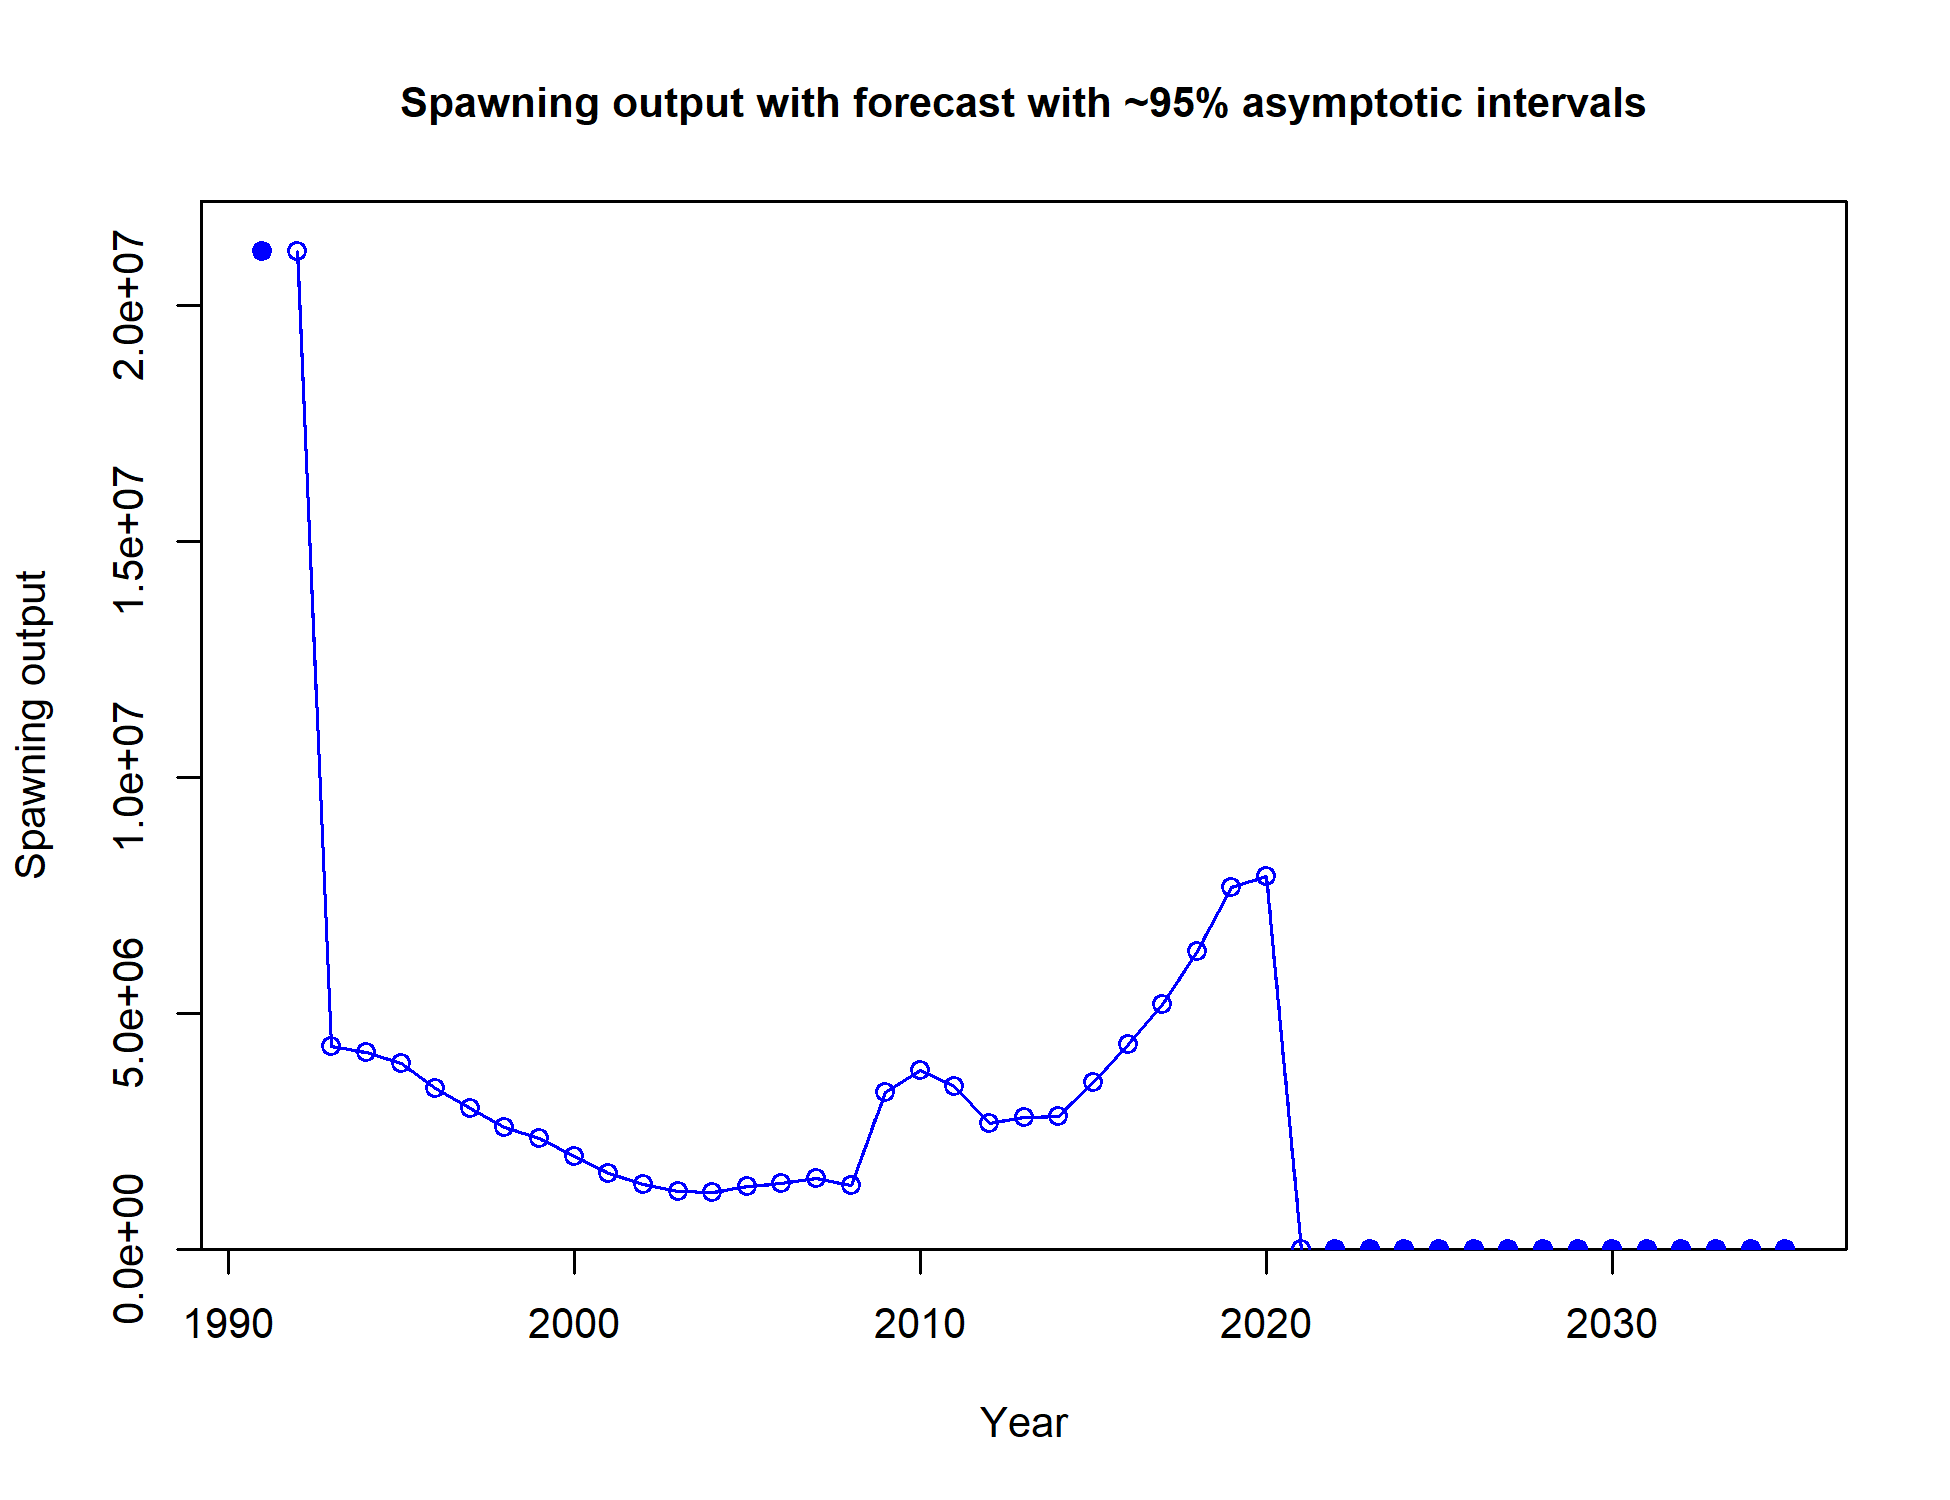 Spawning output with forecast with ~95% asymptotic intervals
Spawning output
2.0e+07
1.5e+07
1.0e+07
5.0e+06
0.0e+00
1990 2000 2010 2020 2030
Year